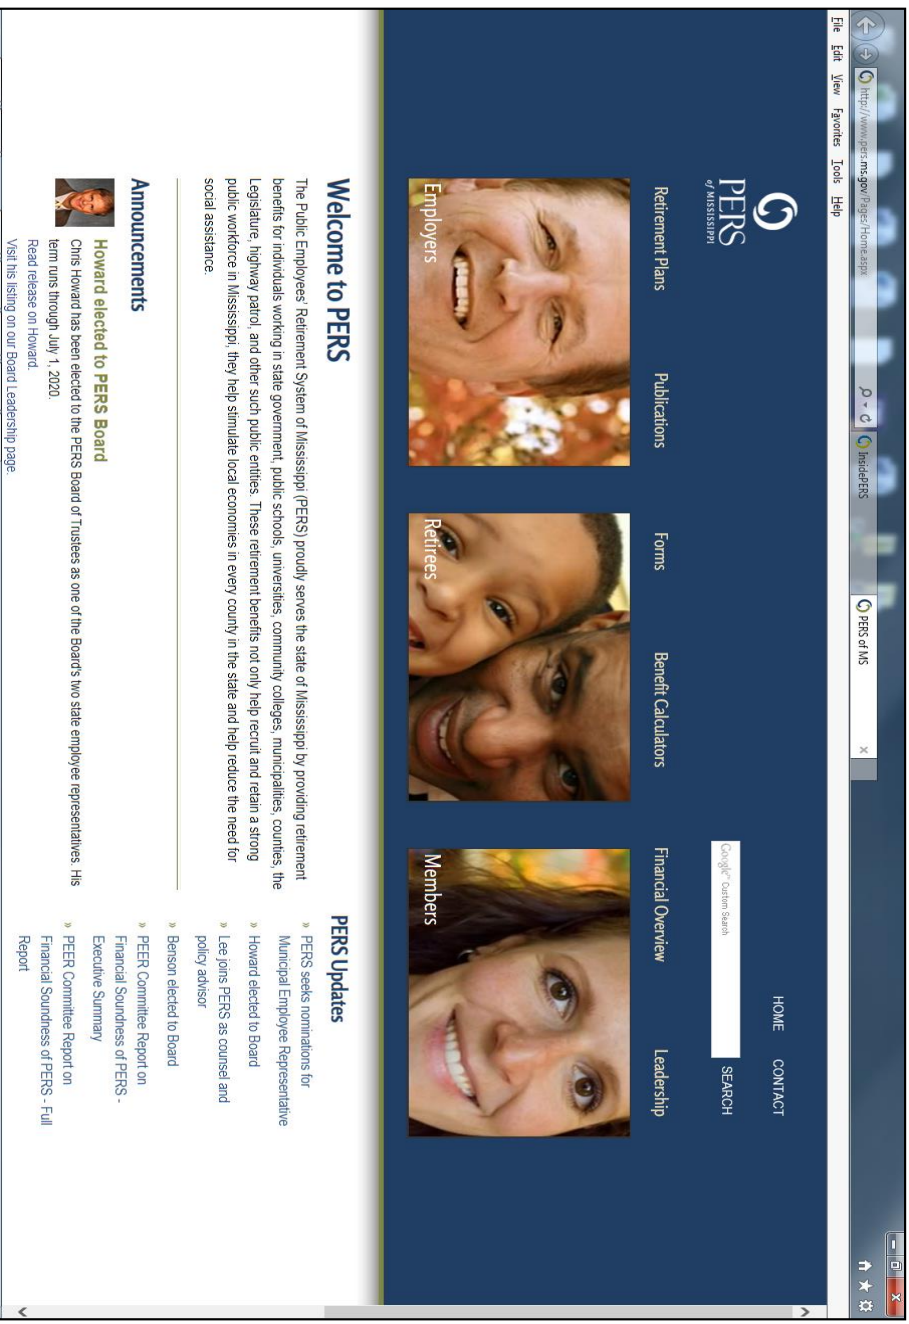 http://www.pers.ms.gov/Pages/Home.aspx
InsidePERS
PERS of MS
File Edit View Favorites Tools Help
HOME CONTACT
PERS
of MISSISSIPPI
Google™ Custom Search
SEARCH
Retirement Plans Publications Forms Benefit Calculators Financial Overview Leadership
Employers
Retirees
Members
Welcome to PERS
The Public Employees' Retirement System of Mississippi (PERS) proudly serves the state of Mississippi by providing retirement
benefits for individuals working in state government, public schools, universities, community colleges, municipalities, counties, the
Legislature, highway patrol, and other such public entities. These retirement benefits not only help recruit and retain a strong
public workforce in Mississippi, they help stimulate local economies in every county in the state and help reduce the need for
social assistance.
Announcements
Howard elected to PERS Board
Chris Howard has been elected to the PERS Board of Trustees as one of the Board's two state employee representatives. His
term runs through July 1, 2020.
Read release on Howard.
Visit his listing on our Board Leadership page.
PERS Updates
» PERS seeks nominations for
Municipal Employee Representative
» Howard elected to Board
» Lee joins PERS as counsel and
policy advisor
» Benson elected to Board
» PEER Committee Report on
Financial Soundness of PERS -
Executive Summary
» PEER Committee Report on
Financial Soundness of PERS - Full
Report